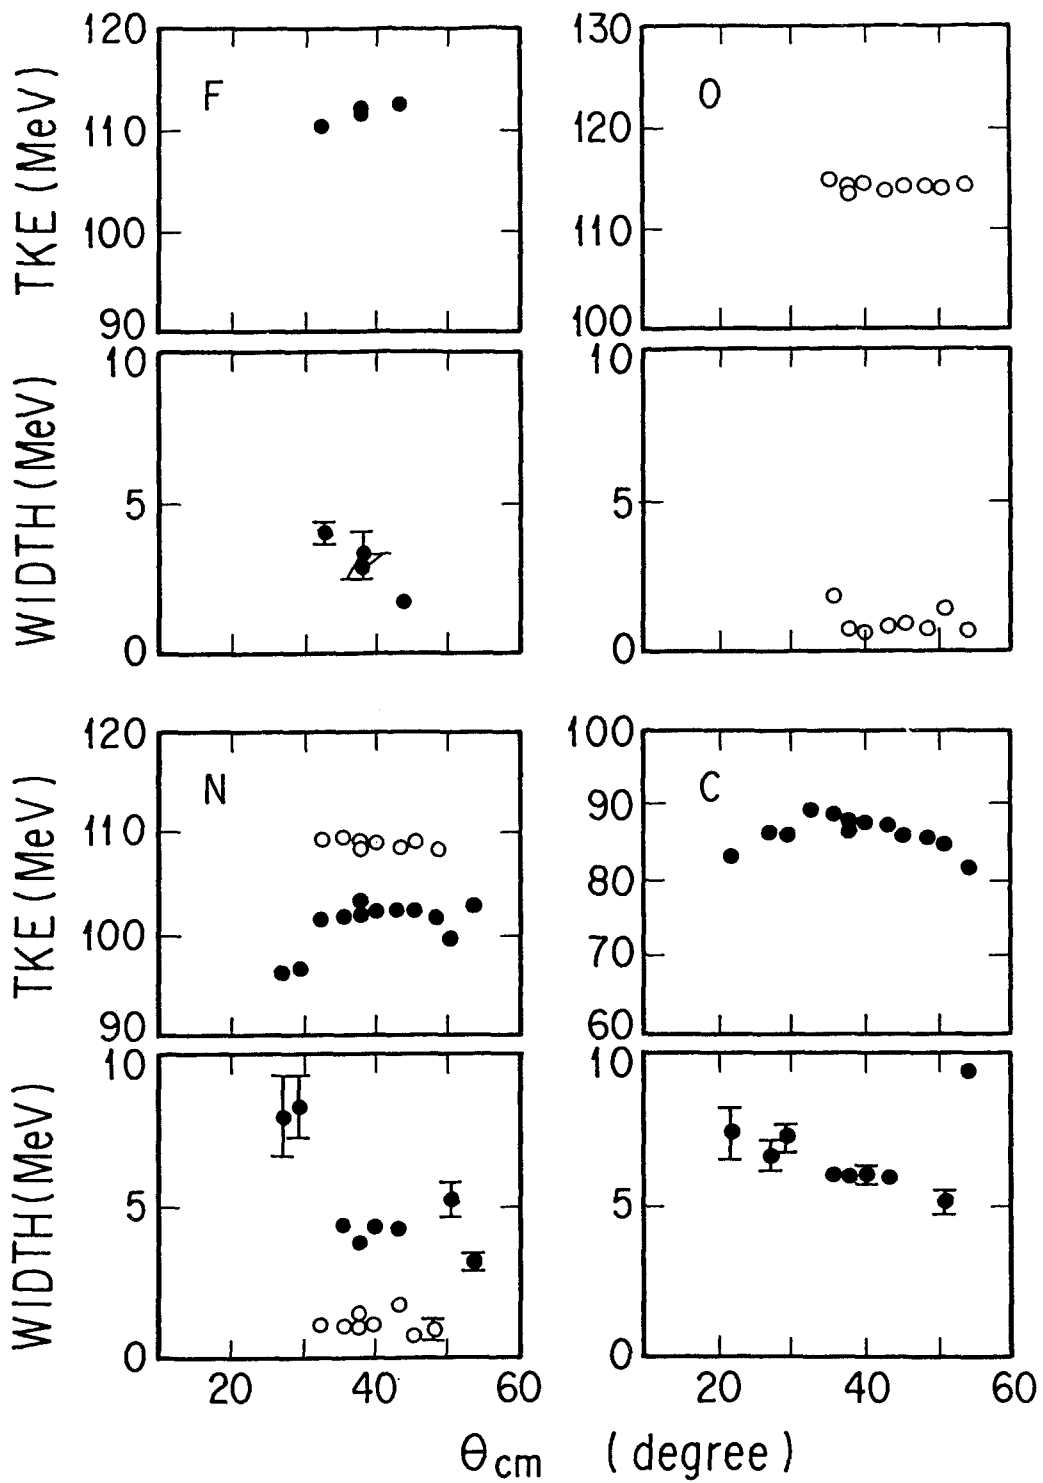 120 130
F O
110 120
TKE (MeV)
100 110
90 100
10 10
WIDTH (MeV)
5 5
0 0
120 100
N C
110 90
TKE (MeV)
100 80
70
90 60
10 10
WIDTH (MeV)
5 5
0 0
20 40 60 20 40 60
θcm (degree)